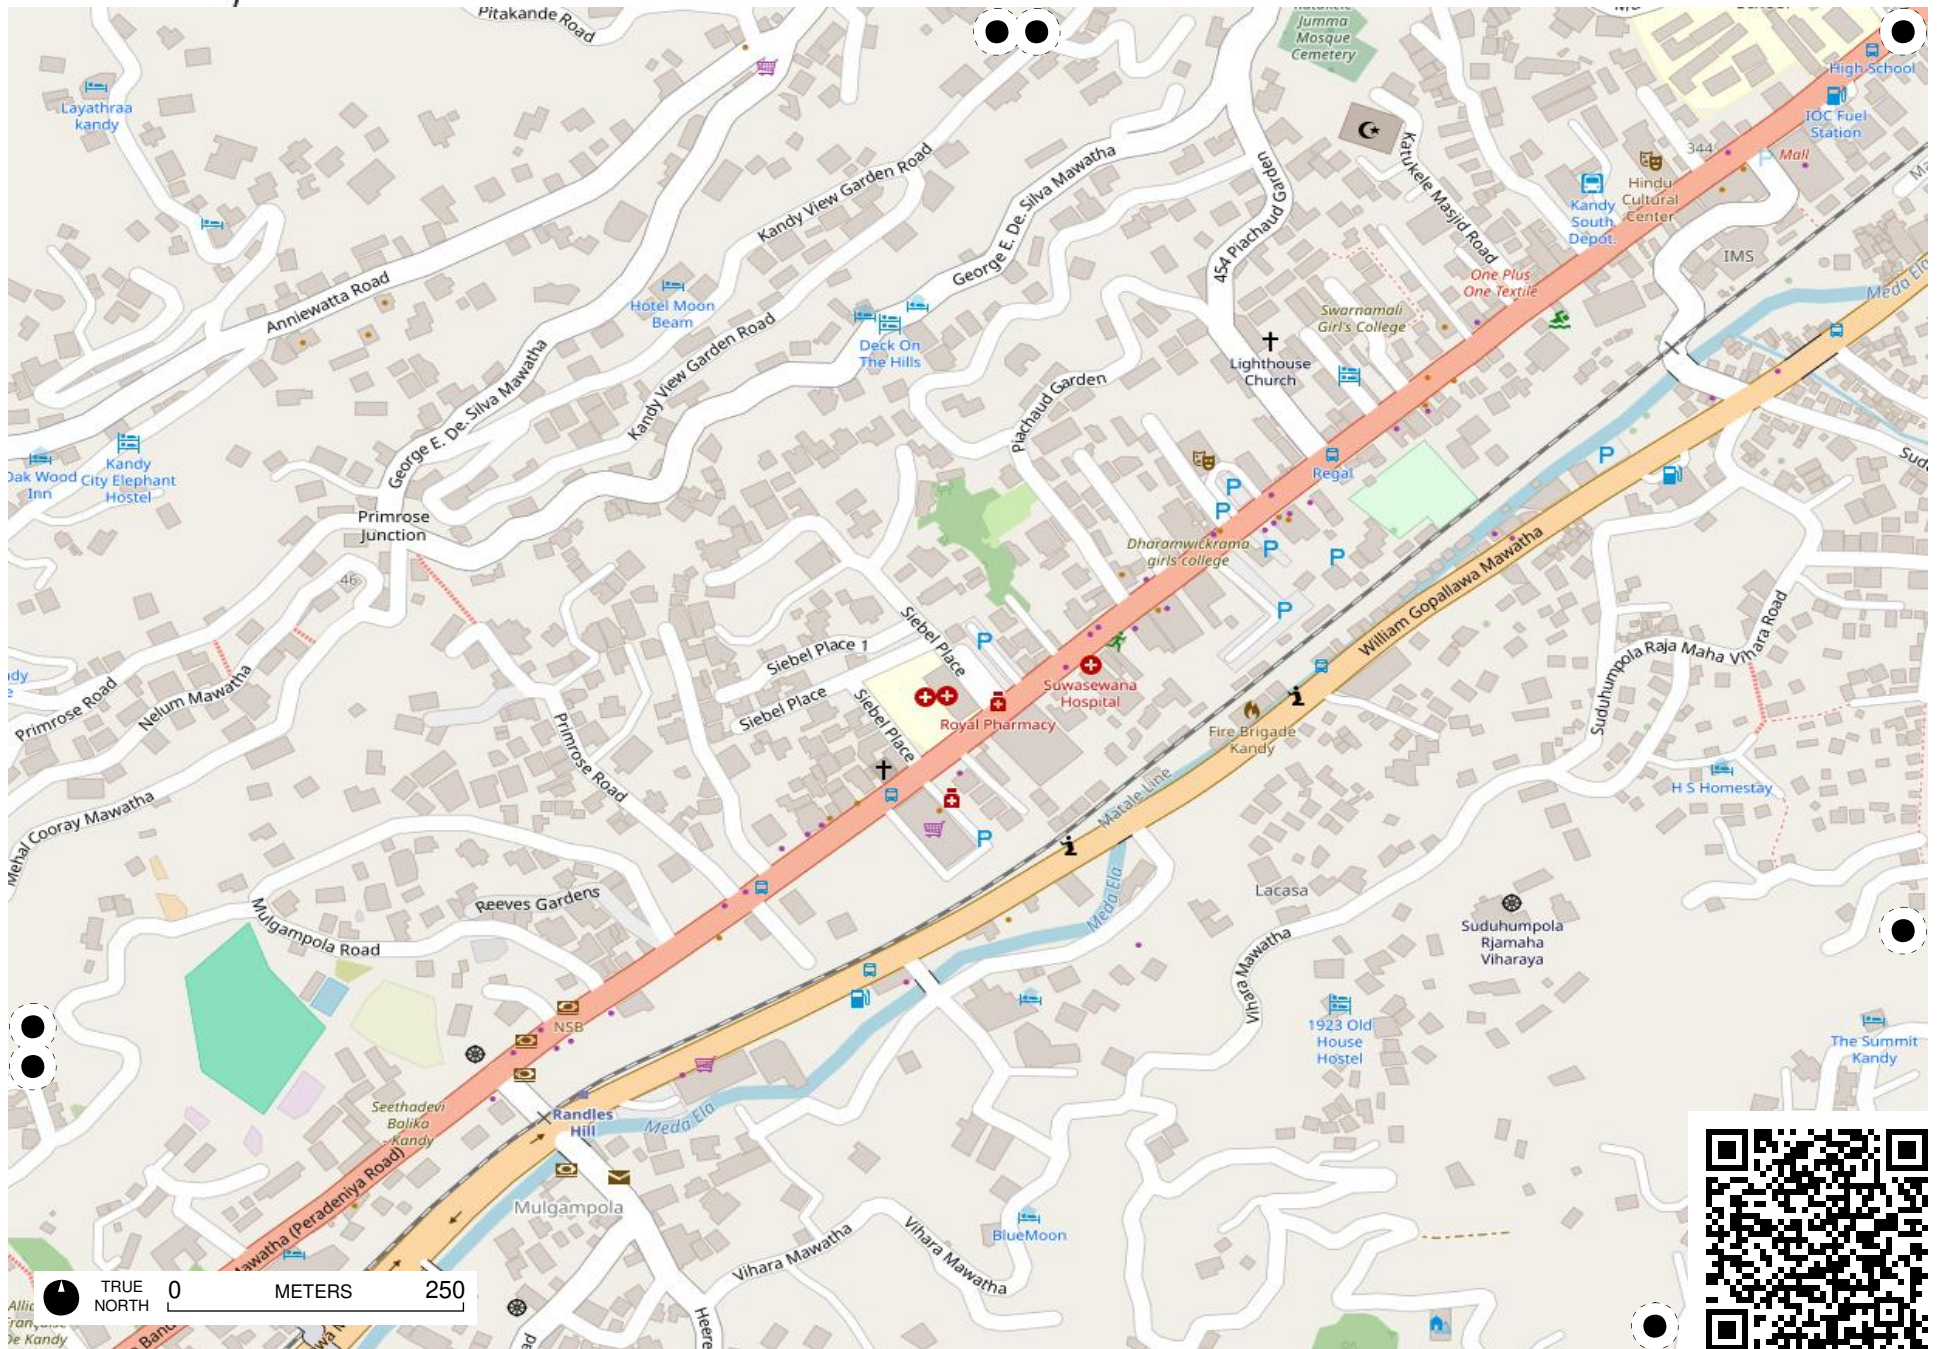 Pitakande Road
Jumma
Mosque
Cemetery
High School
Layathraa
kandy
IOC Fuel
Station
344
Mall
Katukele Masjid Road
Hindu
Cultural
Center
Kandy
South
Depot.
Kandy View Garden Road
George E. De. Silva Mawatha
454 Piachaud Garden
IMS
Meda Ela
One Plus
One Textile
Anniewatta Road
Hotel Moon
Beam
Swarnamali
Girl's College
Deck On
The Hills
Lighthouse
Church
George E. De. Silva Mawatha
Kandy View Garden Road
Piachaud Garden
Oak Wood
Inn
Kandy
City Elephant
Hostel
Regal
P
P
P
P
P
P
P
P
P
Primrose
Junction
Dharamwickrama
girls college
William Gopallawa Mawatha
46
Siebel Place
Siebel Place 1
Siebel Place
Siebel Place
Suduhumpola Raja Maha Vihara Road
Suwasewana
Hospital
Royal Pharmacy
Primrose Road
Nelum Mawatha
Primrose Road
Fire Brigade
Kandy
H S Homestay
Matale Line
Mehal Cooray Mawatha
Reeves Gardens
Meda Ela
Lacasa
Mulgampola Road
Suduhumpola
Rjamaha
Viharaya
Vihara Mawatha
NSB
1923 Old
House
Hostel
The Summit
Kandy
Seethadevi
Balika
- Kandy
Randles
Hill
Meda Ela
Mawatha (Peradeniya Road)
Mulgampola
BlueMoon
Vihara Mawatha
Vihara Mawatha
TRUE
NORTH
0
METERS
250
De Kandy
Heere